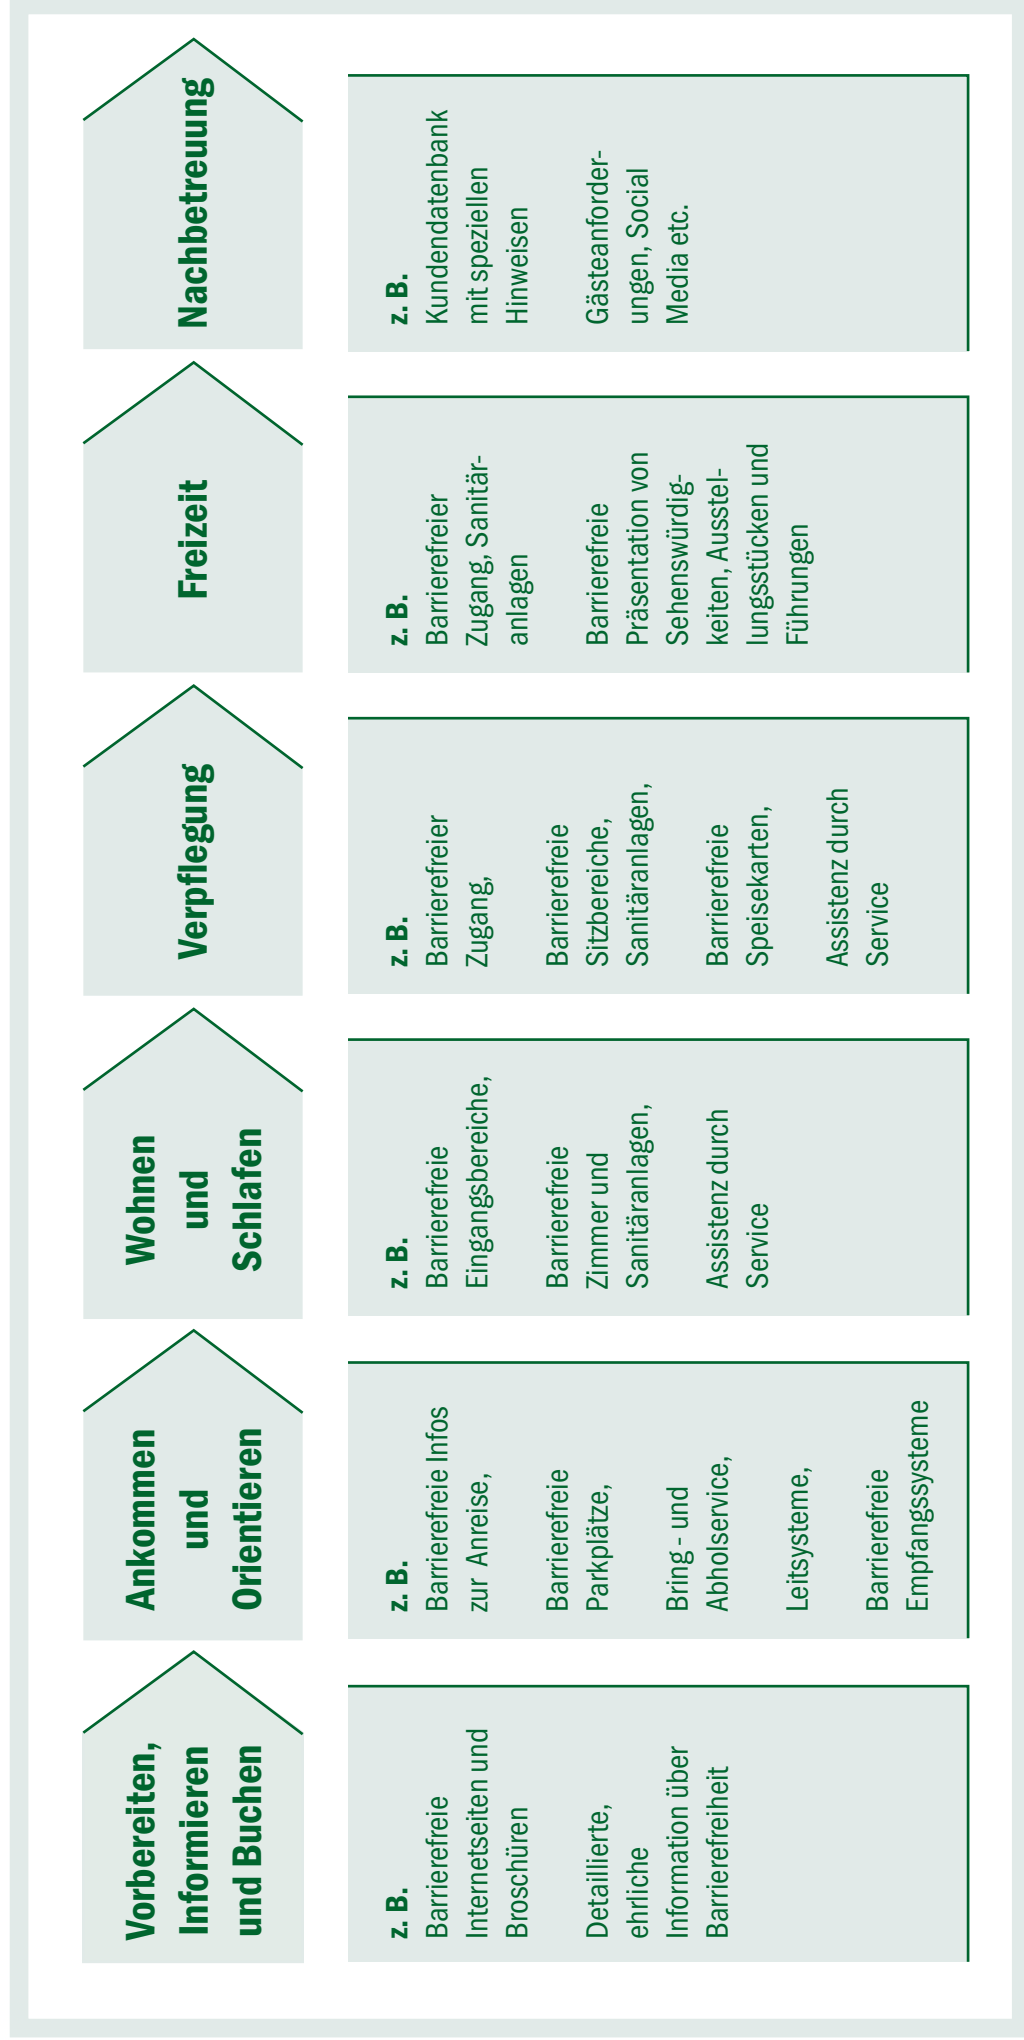 Vorbereiten,
Informieren
und Buchen
z. B.
Barrierefreie
Internetseiten und
Broschüren
Detaillierte,
ehrliche
Information über
Barrierefreiheit
Ankommen
und
Orientieren
z. B.
Barrierefreie Infos
zur Anreise,
Barrierefreie
Parkplätze,
Bring - und
Abholservice,
Leitsysteme,
Barrierefreie
Empfangssysteme
Wohnen
und
Schlafen
z. B.
Barrierefreie
Eingangsbereiche,
Barrierefreie
Zimmer und
Sanitäranlagen,
Assistenz durch
Service
Verpflegung
z. B.
Barrierefreier
Zugang,
Barrierefreie
Sitzbereiche,
Sanitäranlagen,
Barrierefreie
Speisekarten,
Assistenz durch
Service
Freizeit
z. B.
Barrierefreier
Zugang, Sanitär-
anlagen
Barrierefreie
Präsentation von
Sehenswürdig-
keiten, Ausstel-
lungsstücken und
Führungen
Nachbetreuung
z. B.
Kundendatenbank
mit speziellen
Hinweisen
Gästeanforder-
ungen, Social
Media etc.